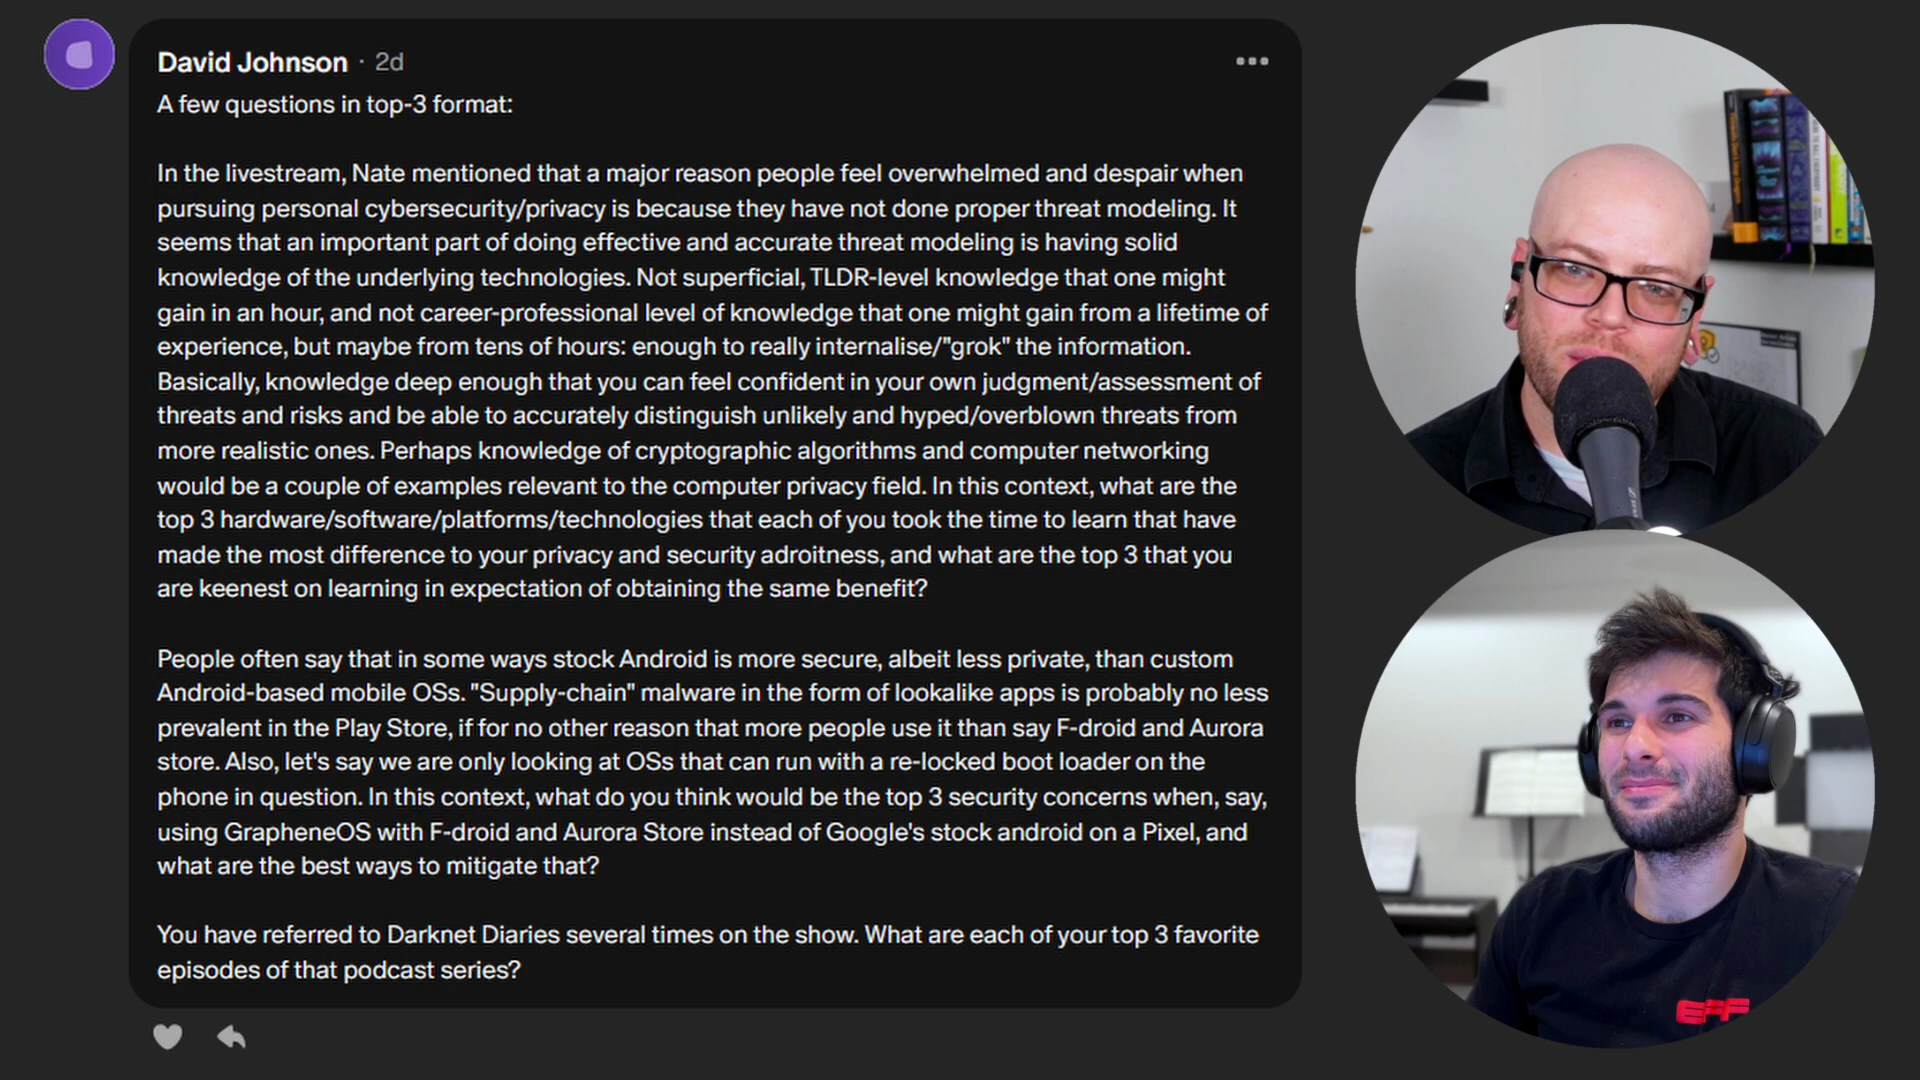 David Johnson · 2d
A few questions in top-3 format:
In the livestream, Nate mentioned that a major reason people feel overwhelmed and despair when
pursuing personal cybersecurity/privacy is because they have not done proper threat modeling. It
seems that an important part of doing effective and accurate threat modeling is having solid
knowledge of the underlying technologies. Not superficial, TLDR-level knowledge that one might
gain in an hour, and not career-professional level of knowledge that one might gain from a lifetime of
experience, but maybe from tens of hours: enough to really internalise/"grok" the information.
Basically, knowledge deep enough that you can feel confident in your own judgment/assessment of
threats and risks and be able to accurately distinguish unlikely and hyped/overblown threats from
more realistic ones. Perhaps knowledge of cryptographic algorithms and computer networking
would be a couple of examples relevant to the computer privacy field. In this context, what are the
top 3 hardware/software/platforms/technologies that each of you took the time to learn that have
made the most difference to your privacy and security adroitness, and what are the top 3 that you
are keenest on learning in expectation of obtaining the same benefit?
People often say that in some ways stock Android is more secure, albeit less private, than custom
Android-based mobile OSs. "Supply-chain" malware in the form of lookalike apps is probably no less
prevalent in the Play Store, if for no other reason that more people use it than say F-droid and Aurora
store. Also, let's say we are only looking at OSs that can run with a re-locked boot loader on the
phone in question. In this context, what do you think would be the top 3 security concerns when, say,
using GrapheneOS with F-droid and Aurora Store instead of Google's stock android on a Pixel, and
what are the best ways to mitigate that?
You have referred to Darknet Diaries several times on the show. What are each of your top 3 favorite
episodes of that podcast series?
EFF